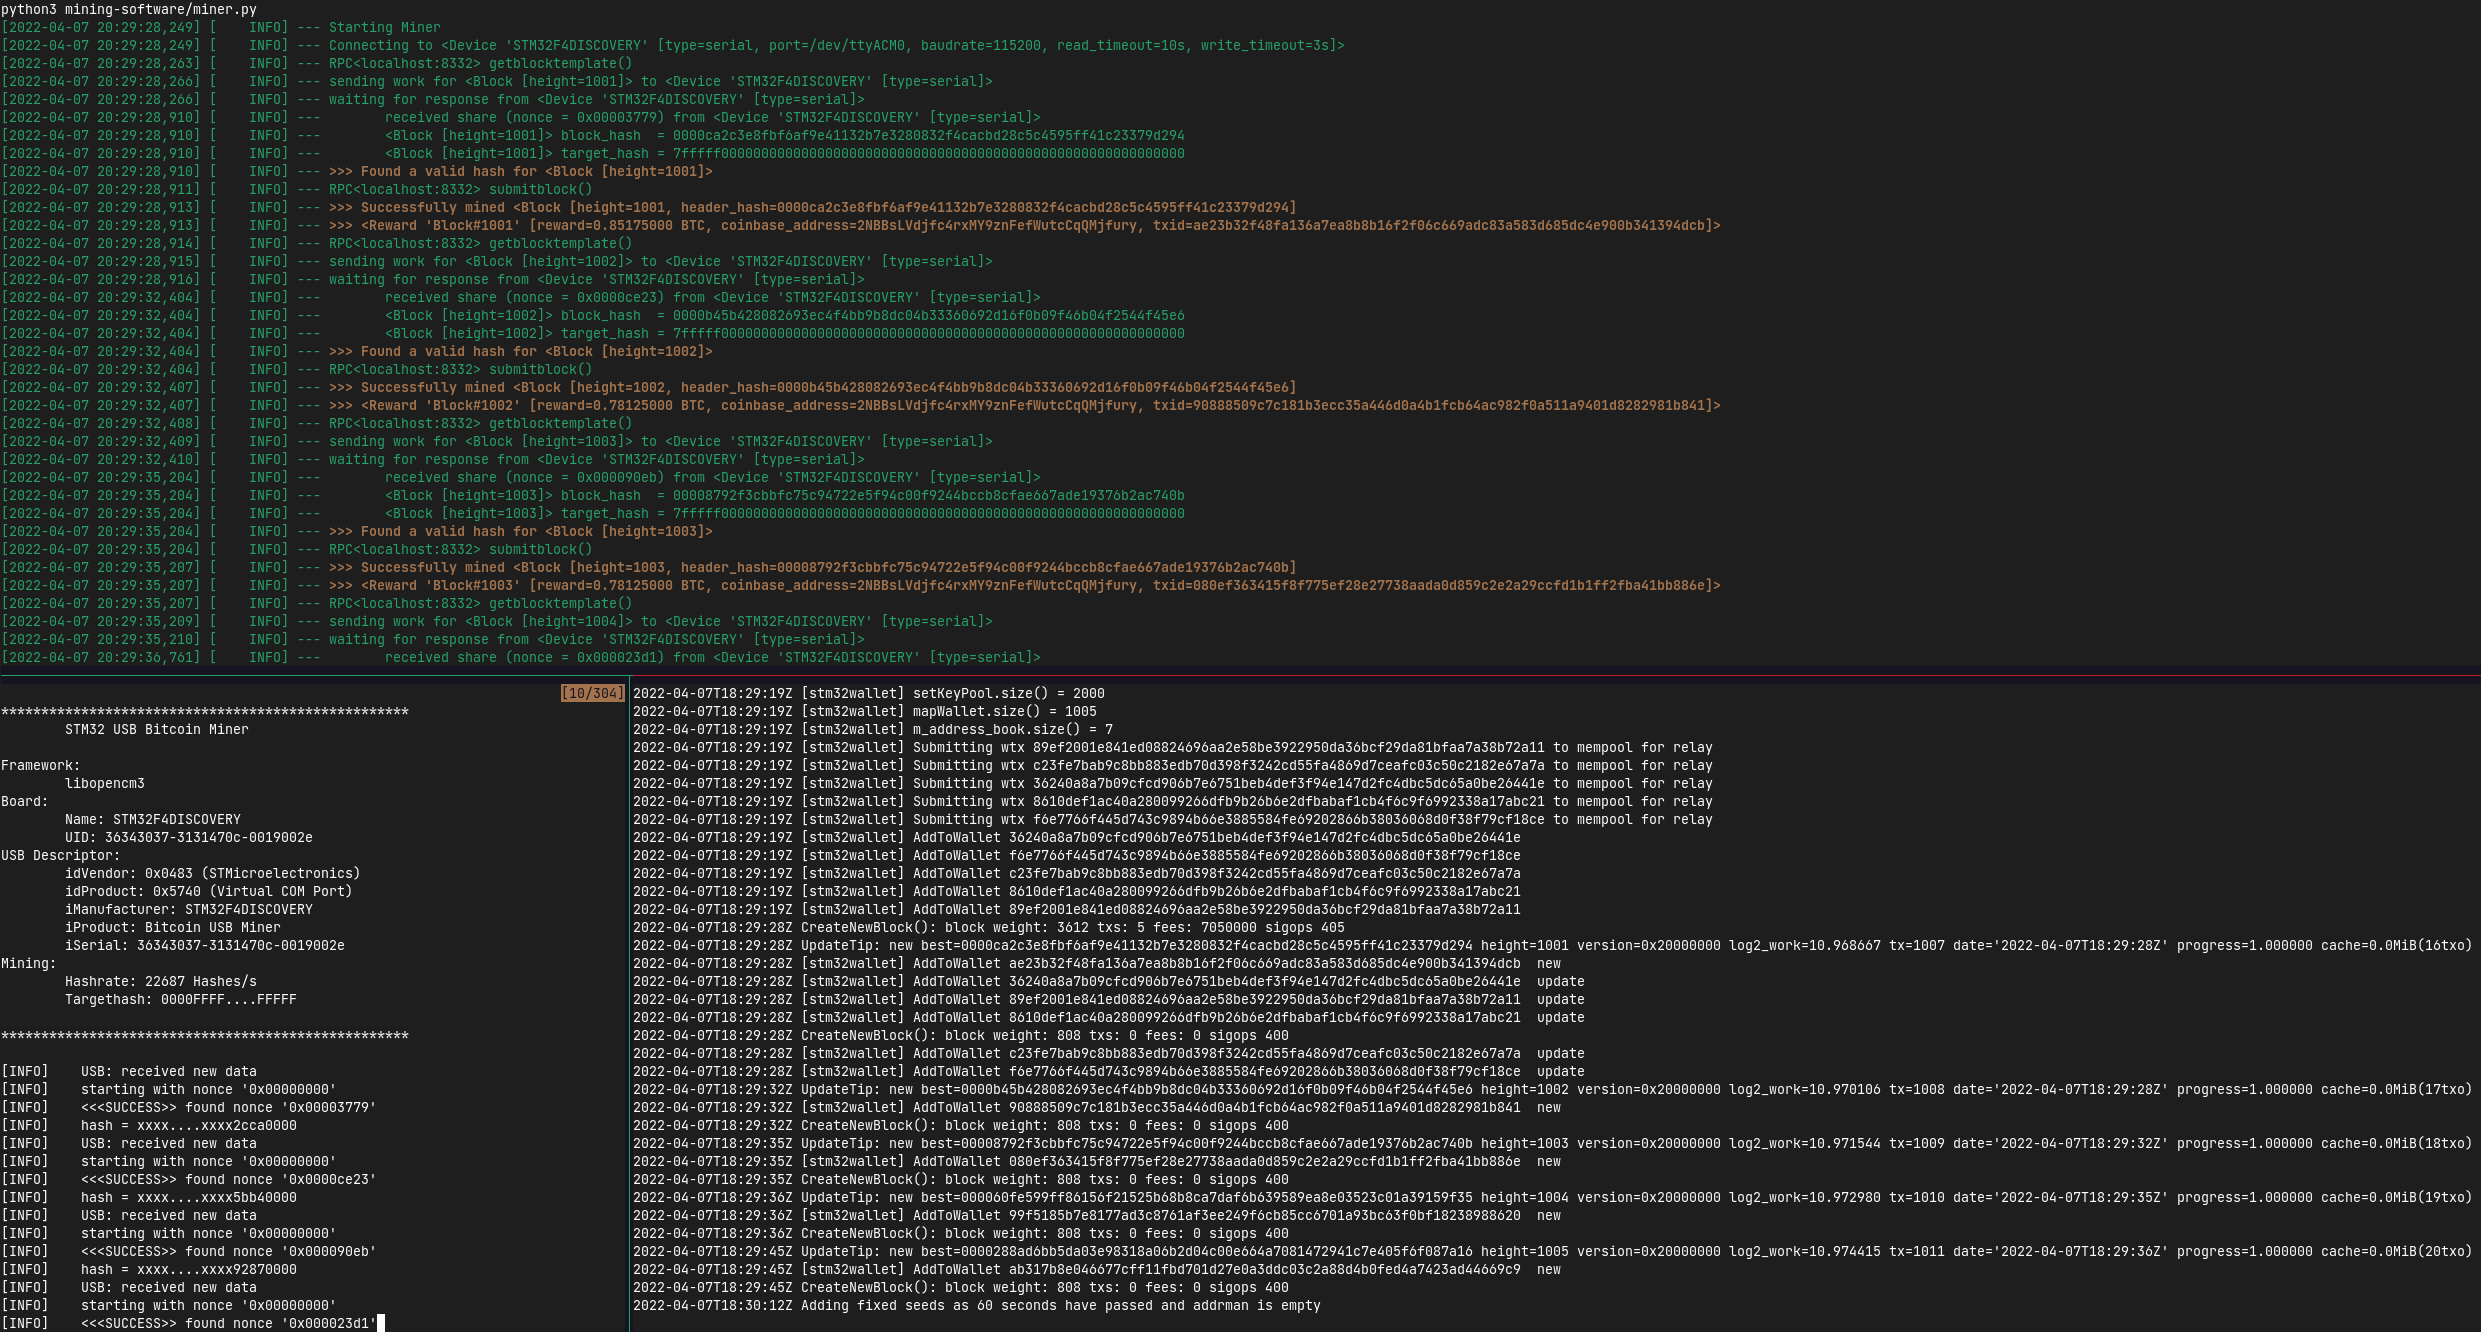 python3 mining-software/miner.py
[2022-04-07 20:29:28,249] [    INFO] --- Starting Miner
[2022-04-07 20:29:28,249] [    INFO] --- Connecting to <Device 'STM32F4DISCOVERY' [type=serial, port=/dev/ttyACM0, baudrate=115200, read_timeout=10s, write_timeout=3s]>
[2022-04-07 20:29:28,263] [    INFO] --- RPC<localhost:8332> getblocktemplate()
[2022-04-07 20:29:28,266] [    INFO] --- sending work for <Block [height=1001]> to <Device 'STM32F4DISCOVERY' [type=serial]>
[2022-04-07 20:29:28,266] [    INFO] --- waiting for response from <Device 'STM32F4DISCOVERY' [type=serial]>
[2022-04-07 20:29:28,910] [    INFO] ---        received share (nonce = 0x00003779) from <Device 'STM32F4DISCOVERY' [type=serial]>
[2022-04-07 20:29:28,910] [    INFO] ---        <Block [height=1001]> block_hash  = 0000ca2c3e8fbf6af9e41132b7e3280832f4cacbd28c5c4595ff41c23379d294
[2022-04-07 20:29:28,910] [    INFO] ---        <Block [height=1001]> target_hash = 7fffff0000000000000000000000000000000000000000000000000000000000
[2022-04-07 20:29:28,910] [    INFO] --- >>> Found a valid hash for <Block [height=1001]>
[2022-04-07 20:29:28,911] [    INFO] --- RPC<localhost:8332> submitblock()
[2022-04-07 20:29:28,913] [    INFO] --- >>> Successfully mined <Block [height=1001, header_hash=0000ca2c3e8fbf6af9e41132b7e3280832f4cacbd28c5c4595ff41c23379d294]
[2022-04-07 20:29:28,913] [    INFO] --- >>> <Reward 'Block#1001' [reward=0.85175000 BTC, coinbase_address=2NBBsLVdjfc4rxMY9znFefWutcCqQMjfury, txid=ae23b32f48fa136a7ea8b8b16f2f06c669adc83a583d685dc4e900b341394dcb]>
[2022-04-07 20:29:28,914] [    INFO] --- RPC<localhost:8332> getblocktemplate()
[2022-04-07 20:29:28,915] [    INFO] --- sending work for <Block [height=1002]> to <Device 'STM32F4DISCOVERY' [type=serial]>
[2022-04-07 20:29:28,916] [    INFO] --- waiting for response from <Device 'STM32F4DISCOVERY' [type=serial]>
[2022-04-07 20:29:32,404] [    INFO] ---        received share (nonce = 0x0000ce23) from <Device 'STM32F4DISCOVERY' [type=serial]>
[2022-04-07 20:29:32,404] [    INFO] ---        <Block [height=1002]> block_hash  = 0000b45b428082693ec4f4bb9b8dc04b33360692d16f0b09f46b04f2544f45e6
[2022-04-07 20:29:32,404] [    INFO] ---        <Block [height=1002]> target_hash = 7fffff0000000000000000000000000000000000000000000000000000000000
[2022-04-07 20:29:32,404] [    INFO] --- >>> Found a valid hash for <Block [height=1002]>
[2022-04-07 20:29:32,404] [    INFO] --- RPC<localhost:8332> submitblock()
[2022-04-07 20:29:32,407] [    INFO] --- >>> Successfully mined <Block [height=1002, header_hash=0000b45b428082693ec4f4bb9b8dc04b33360692d16f0b09f46b04f2544f45e6]
[2022-04-07 20:29:32,407] [    INFO] --- >>> <Reward 'Block#1002' [reward=0.78125000 BTC, coinbase_address=2NBBsLVdjfc4rxMY9znFefWutcCqQMjfury, txid=90888509c7c181b3ecc35a446d0a4b1fcb64ac982f0a511a9401d8282981b841]>
[2022-04-07 20:29:32,408] [    INFO] --- RPC<localhost:8332> getblocktemplate()
[2022-04-07 20:29:32,409] [    INFO] --- sending work for <Block [height=1003]> to <Device 'STM32F4DISCOVERY' [type=serial]>
[2022-04-07 20:29:32,410] [    INFO] --- waiting for response from <Device 'STM32F4DISCOVERY' [type=serial]>
[2022-04-07 20:29:35,204] [    INFO] ---        received share (nonce = 0x000090eb) from <Device 'STM32F4DISCOVERY' [type=serial]>
[2022-04-07 20:29:35,204] [    INFO] ---        <Block [height=1003]> block_hash  = 00008792f3cbbfc75c94722e5f94c00f9244bccb8cfae667ade19376b2ac740b
[2022-04-07 20:29:35,204] [    INFO] ---        <Block [height=1003]> target_hash = 7fffff0000000000000000000000000000000000000000000000000000000000
[2022-04-07 20:29:35,204] [    INFO] --- >>> Found a valid hash for <Block [height=1003]>
[2022-04-07 20:29:35,204] [    INFO] --- RPC<localhost:8332> submitblock()
[2022-04-07 20:29:35,207] [    INFO] --- >>> Successfully mined <Block [height=1003, header_hash=00008792f3cbbfc75c94722e5f94c00f9244bccb8cfae667ade19376b2ac740b]
[2022-04-07 20:29:35,207] [    INFO] --- >>> <Reward 'Block#1003' [reward=0.78125000 BTC, coinbase_address=2NBBsLVdjfc4rxMY9znFefWutcCqQMjfury, txid=080ef363415f8f775ef28e27738aada0d859c2e2a29ccfd1b1ff2fba41bb886e]>
[2022-04-07 20:29:35,207] [    INFO] --- RPC<localhost:8332> getblocktemplate()
[2022-04-07 20:29:35,209] [    INFO] --- sending work for <Block [height=1004]> to <Device 'STM32F4DISCOVERY' [type=serial]>
[2022-04-07 20:29:35,210] [    INFO] --- waiting for response from <Device 'STM32F4DISCOVERY' [type=serial]>
[2022-04-07 20:29:36,761] [    INFO] ---        received share (nonce = 0x000023d1) from <Device 'STM32F4DISCOVERY' [type=serial]>
[10/304]
***************************************************
STM32 USB Bitcoin Miner
Framework:
libopencm3
Board:
Name: STM32F4DISCOVERY
UID: 36343037-3131470c-0019002e
USB Descriptor:
idVendor: 0x0483 (STMicroelectronics)
idProduct: 0x5740 (Virtual COM Port)
iManufacturer: STM32F4DISCOVERY
iProduct: Bitcoin USB Miner
iSerial: 36343037-3131470c-0019002e
Mining:
Hashrate: 22687 Hashes/s
Targethash: 0000FFFF....FFFFF
***************************************************
[INFO]    USB: received new data
[INFO]    starting with nonce '0x00000000'
[INFO]    <<<SUCCESS>> found nonce '0x00003779'
[INFO]    hash = xxxx....xxxx2cca0000
[INFO]    USB: received new data
[INFO]    starting with nonce '0x00000000'
[INFO]    <<<SUCCESS>> found nonce '0x0000ce23'
[INFO]    hash = xxxx....xxxx5bb40000
[INFO]    USB: received new data
[INFO]    starting with nonce '0x00000000'
[INFO]    <<<SUCCESS>> found nonce '0x000090eb'
[INFO]    hash = xxxx....xxxx92870000
[INFO]    USB: received new data
[INFO]    starting with nonce '0x00000000'
[INFO]    <<<SUCCESS>> found nonce '0x000023d1'
2022-04-07T18:29:19Z [stm32wallet] setKeyPool.size() = 2000
2022-04-07T18:29:19Z [stm32wallet] mapWallet.size() = 1005
2022-04-07T18:29:19Z [stm32wallet] m_address_book.size() = 7
2022-04-07T18:29:19Z [stm32wallet] Submitting wtx 89ef2001e841ed08824696aa2e58be3922950da36bcf29da81bfaa7a38b72a11 to mempool for relay
2022-04-07T18:29:19Z [stm32wallet] Submitting wtx c23fe7bab9c8bb883edb70d398f3242cd55fa4869d7ceafc03c50c2182e67a7a to mempool for relay
2022-04-07T18:29:19Z [stm32wallet] Submitting wtx 36240a8a7b09cfcd906b7e6751beb4def3f94e147d2fc4dbc5dc65a0be26441e to mempool for relay
2022-04-07T18:29:19Z [stm32wallet] Submitting wtx 8610def1ac40a280099266dfb9b26b6e2dfbabaf1cb4f6c9f6992338a17abc21 to mempool for relay
2022-04-07T18:29:19Z [stm32wallet] Submitting wtx f6e7766f445d743c9894b66e3885584fe69202866b38036068d0f38f79cf18ce to mempool for relay
2022-04-07T18:29:19Z [stm32wallet] AddToWallet 36240a8a7b09cfcd906b7e6751beb4def3f94e147d2fc4dbc5dc65a0be26441e
2022-04-07T18:29:19Z [stm32wallet] AddToWallet f6e7766f445d743c9894b66e3885584fe69202866b38036068d0f38f79cf18ce
2022-04-07T18:29:19Z [stm32wallet] AddToWallet c23fe7bab9c8bb883edb70d398f3242cd55fa4869d7ceafc03c50c2182e67a7a
2022-04-07T18:29:19Z [stm32wallet] AddToWallet 8610def1ac40a280099266dfb9b26b6e2dfbabaf1cb4f6c9f6992338a17abc21
2022-04-07T18:29:19Z [stm32wallet] AddToWallet 89ef2001e841ed08824696aa2e58be3922950da36bcf29da81bfaa7a38b72a11
2022-04-07T18:29:28Z CreateNewBlock(): block weight: 3612 txs: 5 fees: 7050000 sigops 405
2022-04-07T18:29:28Z UpdateTip: new best=0000ca2c3e8fbf6af9e41132b7e3280832f4cacbd28c5c4595ff41c23379d294 height=1001 version=0x20000000 log2_work=10.968667 tx=1007 date='2022-04-07T18:29:28Z' progress=1.000000 cache=0.0MiB(16txo)
2022-04-07T18:29:28Z [stm32wallet] AddToWallet ae23b32f48fa136a7ea8b8b16f2f06c669adc83a583d685dc4e900b341394dcb  new
2022-04-07T18:29:28Z [stm32wallet] AddToWallet 36240a8a7b09cfcd906b7e6751beb4def3f94e147d2fc4dbc5dc65a0be26441e  update
2022-04-07T18:29:28Z [stm32wallet] AddToWallet 89ef2001e841ed08824696aa2e58be3922950da36bcf29da81bfaa7a38b72a11  update
2022-04-07T18:29:28Z [stm32wallet] AddToWallet 8610def1ac40a280099266dfb9b26b6e2dfbabaf1cb4f6c9f6992338a17abc21  update
2022-04-07T18:29:28Z CreateNewBlock(): block weight: 808 txs: 0 fees: 0 sigops 400
2022-04-07T18:29:28Z [stm32wallet] AddToWallet c23fe7bab9c8bb883edb70d398f3242cd55fa4869d7ceafc03c50c2182e67a7a  update
2022-04-07T18:29:28Z [stm32wallet] AddToWallet f6e7766f445d743c9894b66e3885584fe69202866b38036068d0f38f79cf18ce  update
2022-04-07T18:29:32Z UpdateTip: new best=0000b45b428082693ec4f4bb9b8dc04b33360692d16f0b09f46b04f2544f45e6 height=1002 version=0x20000000 log2_work=10.970106 tx=1008 date='2022-04-07T18:29:28Z' progress=1.000000 cache=0.0MiB(17txo)
2022-04-07T18:29:32Z [stm32wallet] AddToWallet 90888509c7c181b3ecc35a446d0a4b1fcb64ac982f0a511a9401d8282981b841  new
2022-04-07T18:29:32Z CreateNewBlock(): block weight: 808 txs: 0 fees: 0 sigops 400
2022-04-07T18:29:35Z UpdateTip: new best=00008792f3cbbfc75c94722e5f94c00f9244bccb8cfae667ade19376b2ac740b height=1003 version=0x20000000 log2_work=10.971544 tx=1009 date='2022-04-07T18:29:32Z' progress=1.000000 cache=0.0MiB(18txo)
2022-04-07T18:29:35Z [stm32wallet] AddToWallet 080ef363415f8f775ef28e27738aada0d859c2e2a29ccfd1b1ff2fba41bb886e  new
2022-04-07T18:29:35Z CreateNewBlock(): block weight: 808 txs: 0 fees: 0 sigops 400
2022-04-07T18:29:36Z UpdateTip: new best=000060fe599ff86156f21525b68b8ca7daf6b639589ea8e03523c01a39159f35 height=1004 version=0x20000000 log2_work=10.972980 tx=1010 date='2022-04-07T18:29:35Z' progress=1.000000 cache=0.0MiB(19txo)
2022-04-07T18:29:36Z [stm32wallet] AddToWallet 99f5185b7e8177ad3c8761af3ee249f6cb85cc6701a93bc63f0bf18238988620  new
2022-04-07T18:29:36Z CreateNewBlock(): block weight: 808 txs: 0 fees: 0 sigops 400
2022-04-07T18:29:45Z UpdateTip: new best=0000288ad6bb5da03e98318a06b2d04c00e664a7081472941c7e405f6f087a16 height=1005 version=0x20000000 log2_work=10.974415 tx=1011 date='2022-04-07T18:29:36Z' progress=1.000000 cache=0.0MiB(20txo)
2022-04-07T18:29:45Z [stm32wallet] AddToWallet ab317b8e046677cff11fbd701d27e0a3ddc03c2a88d4b0fed4a7423ad44669c9  new
2022-04-07T18:29:45Z CreateNewBlock(): block weight: 808 txs: 0 fees: 0 sigops 400
2022-04-07T18:30:12Z Adding fixed seeds as 60 seconds have passed and addrman is empty